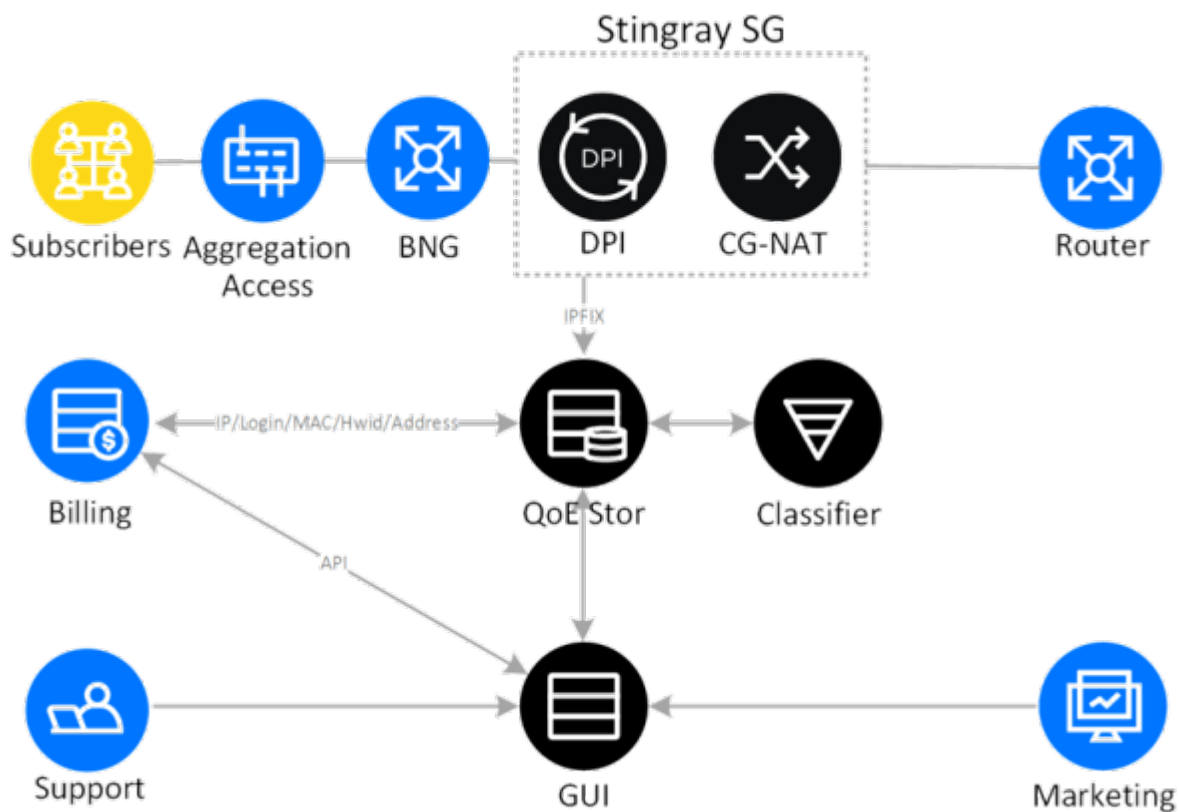 Stingray SG
DPI
Subscribers
Aggregation
Access
BNG
DPI
CG-NAT
Router
IPFIX
IP/Login/MAC/Hwid/Address
$
Billing
QoE Stor
Classifier
API
Support
GUI
Marketing